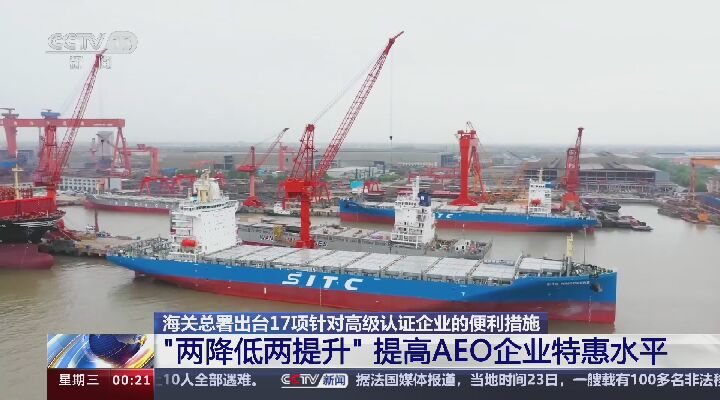 CCTV 13
新闻
SITC
SITC
海关总署出台17项针对高级认证企业的便利措施
"两降低两提升" 提高AEO企业特惠水平
星期三 00:21
10人全部遇难。 CCTV新闻 据法国媒体报道，当地时间23日，一艘载有100多名非法移